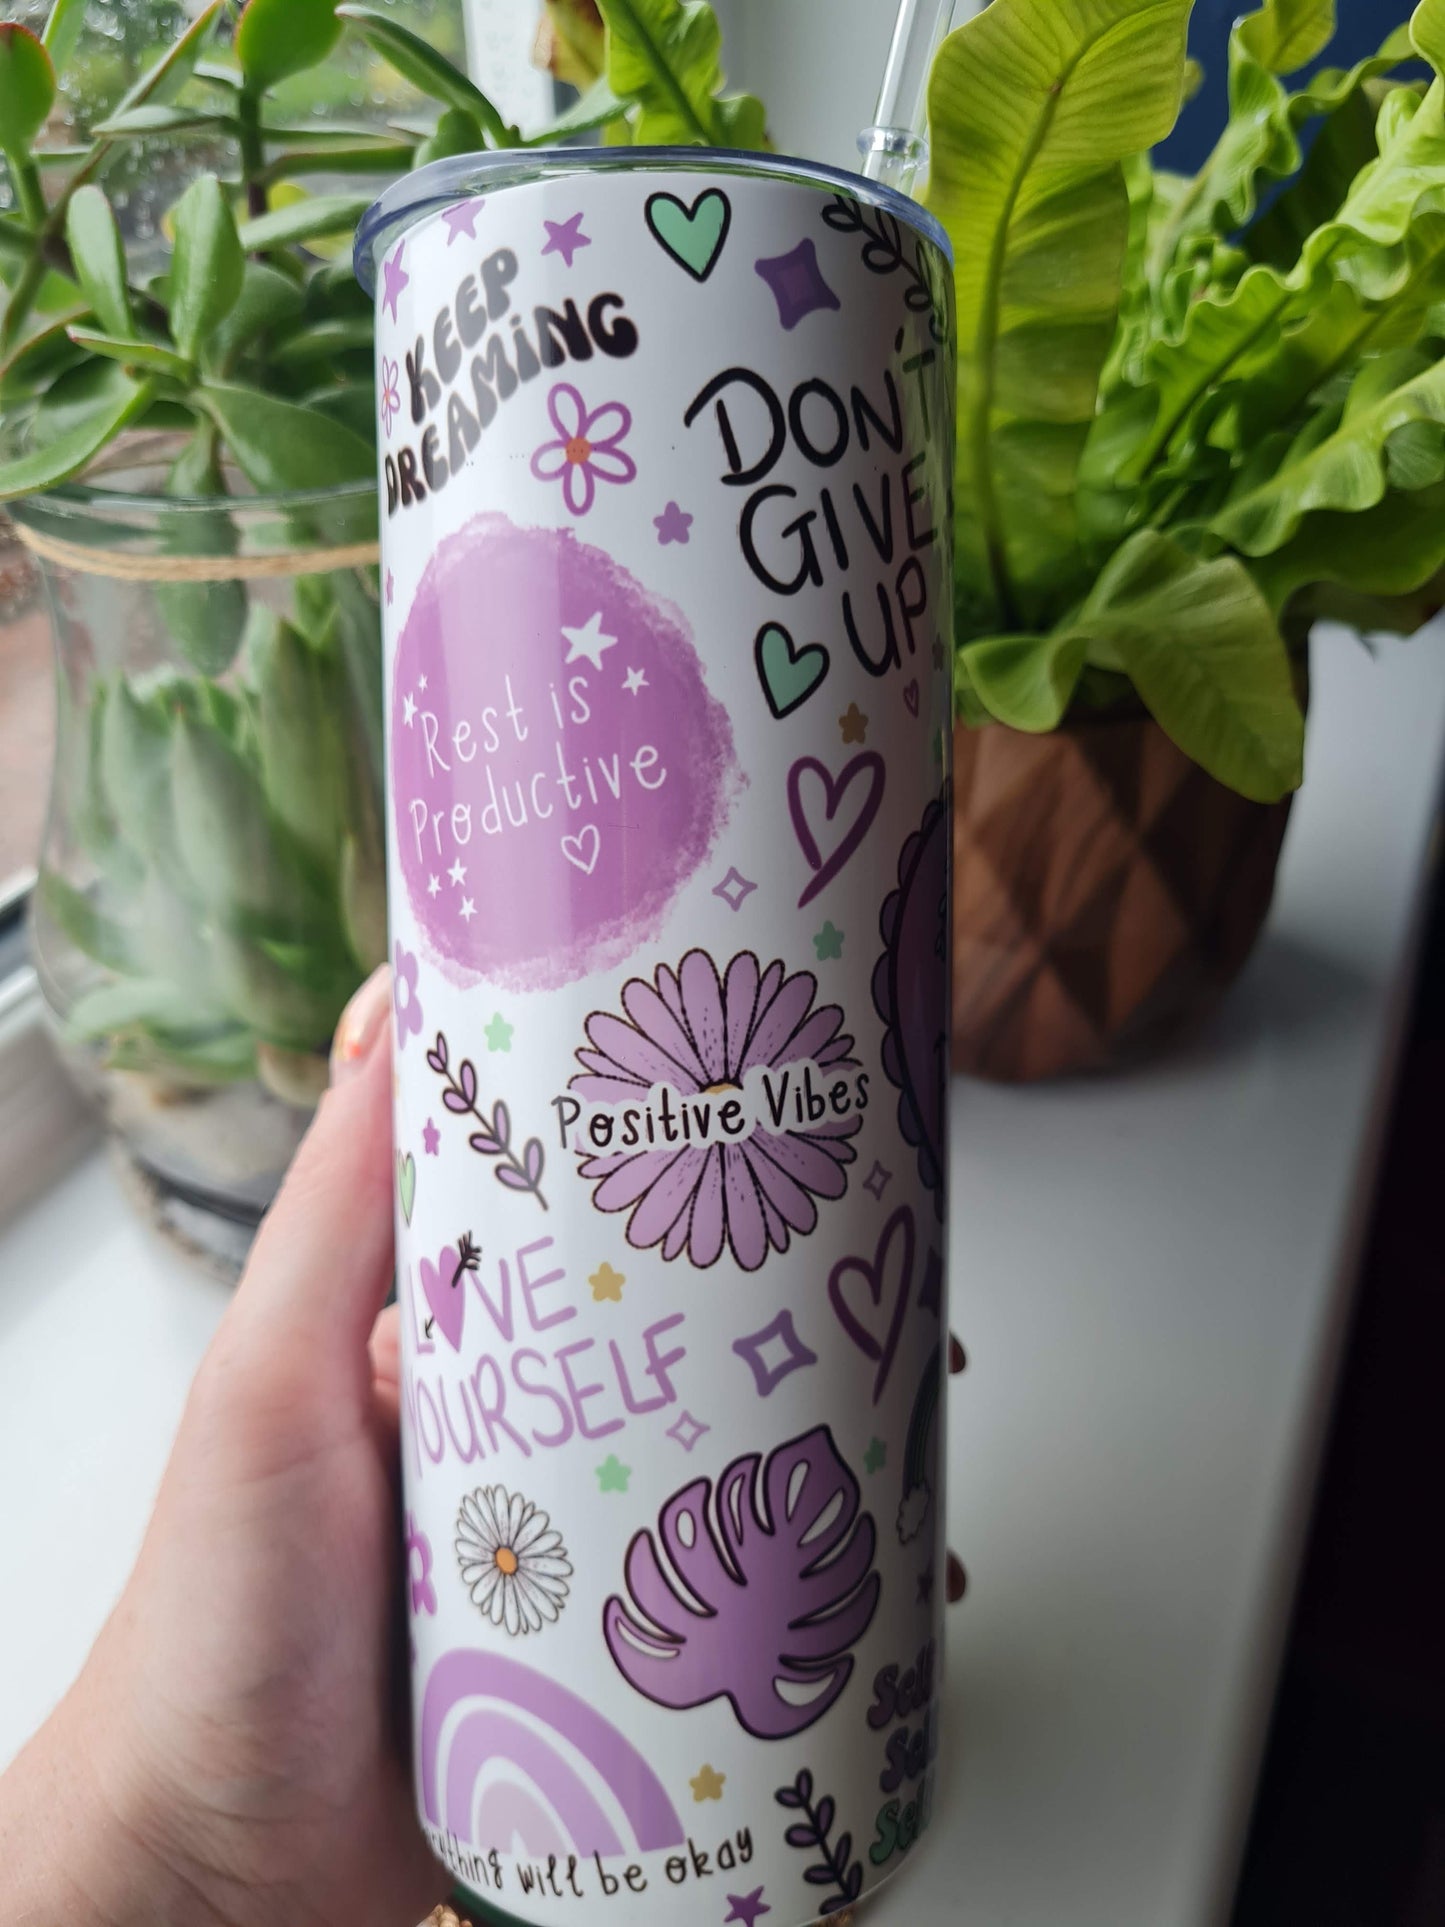 KEEP
DREAMING
DON'T
GIVE
UP
Rest is
Productive
Positive Vibes
LOVE
YOURSELF
will be okay